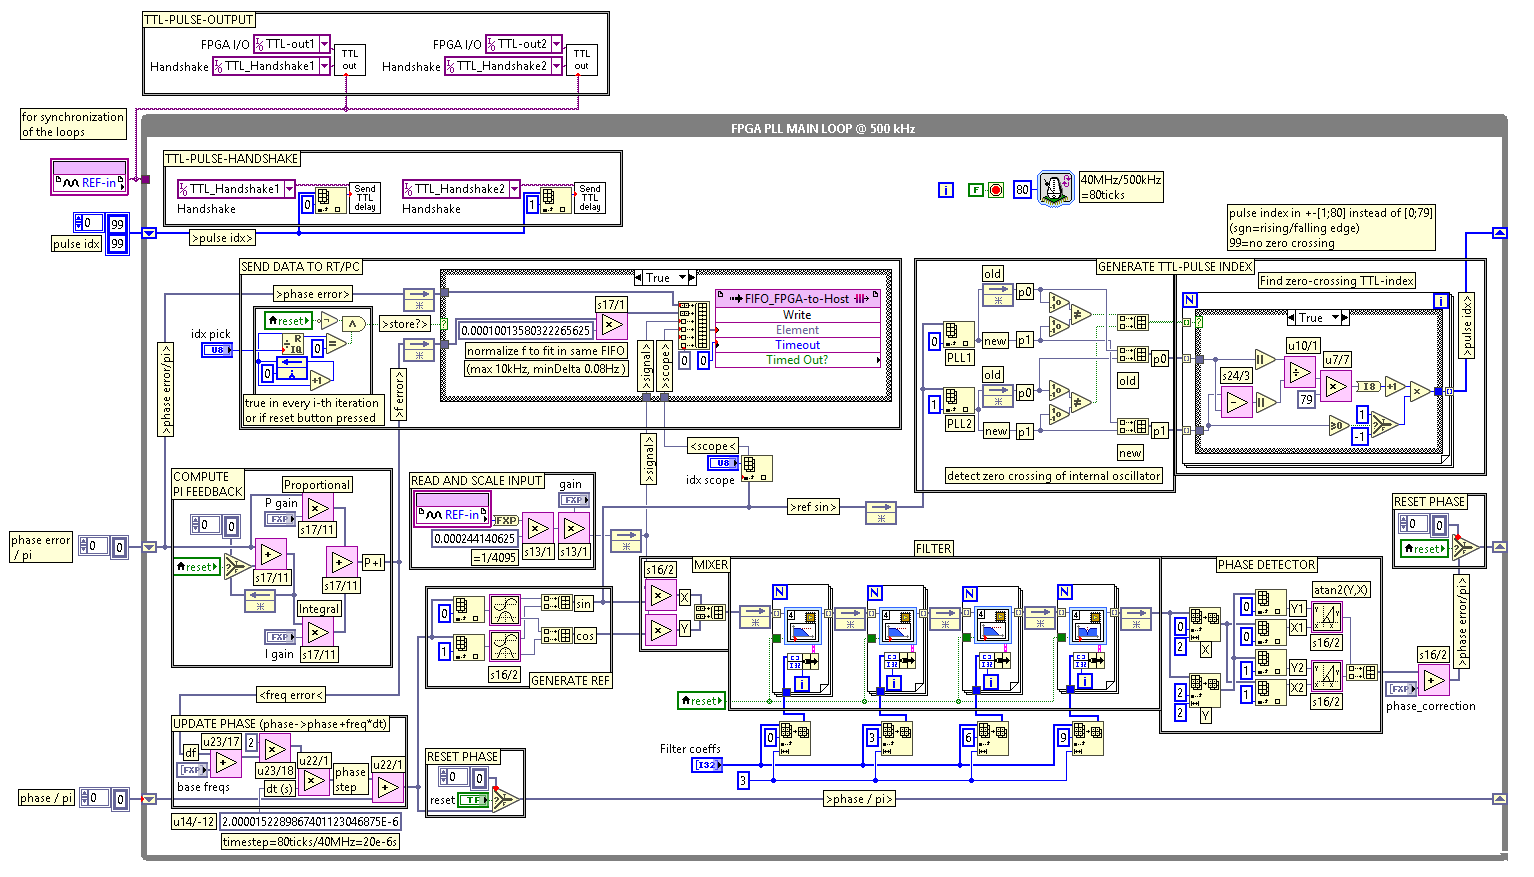 TTL-PULSE-OUTPUT
FPGA I/O TTL-out1
Handshake TTL_Handshake1
TTL
out
FPGA I/O TTL-out2
Handshake TTL_Handshake2
TTL
out
for synchronization
of the loops
FPGA PLL MAIN LOOP @ 500 kHz
REF-in
TTL-PULSE-HANDSHAKE
TTL_Handshake1
Handshake
0
Send
TTL
delay
TTL_Handshake2
Handshake
1
Send
TTL
delay
i
F
80
40MHz/500kHz
=80ticks
0
99
pulse idx
99
>pulse idx>
pulse index in +-[1;80] instead of [0;79]
(sgn=rising/falling edge)
99=no zero crossing
SEND DATA TO RT/PC
>phase error>
idx pick
U8
reset
R
IQ
0
0
+1
>store?>
true in every i-th iteration
or if reset button pressed
>f error>
>phase error/pi>
True
s17/1
0.00010013580322265625
normalize f to fit in same FIFO
(max 10kHz, minDelta 0.08Hz)
>signal>
>scope>
0
0
FIFO_FPGA-to-Host
Write
Element
Timeout
Timed Out?
GENERATE TTL-PULSE INDEX
old
p0
new
p1
0
PLL1
old
p0
new
p1
1
PLL2
p0
old
p1
new
detect zero crossing of internal oscillator
Find zero-crossing TTL-index
N
i
True
u10/1
u7/7
s24/3
79
I8
+1
≥0
1
-1
>pulse idx>
COMPUTE
PI FEEDBACK
Proportional
P gain
FXP
s17/11
0
0
reset
s17/11
s17/11
P+I
Integral
I gain
FXP
s17/11
READ AND SCALE INPUT
gain
FXP
REF-in
FXP
0.000244140625
=1/4095
s13/1
s13/1
>signal>
<scope<
U8
idx scope
>ref sin>
RESET PHASE
0
0
reset
phase error
/ pi
0
0
GENERATE REF
0
1
sin
cos
s16/2
MIXER
s16/2
X
Y
FILTER
N
4
i
N
4
i
N
4
i
N
4
i
reset
PHASE DETECTOR
0
2
X
2
2
Y
0
Y1
0
X1
1
Y2
1
X2
atan2(Y,X)
s16/2
s16/2
s16/2
FXP
phase_correction
>phase error/pi>
<freq error<
UPDATE PHASE (phase->phase+freq*dt)
df
FXP
base freqs
u23/17
2
u23/18
dt (s)
u22/1
phase
step
u22/1
u14/-12
2.0000152289867401123046875E-6
timestep=80ticks/40MHz=20e-6s
phase / pi
0
0
RESET PHASE
0
0
reset
TF
>phase / pi>
Filter coeffs
I32
0
3
6
9
3